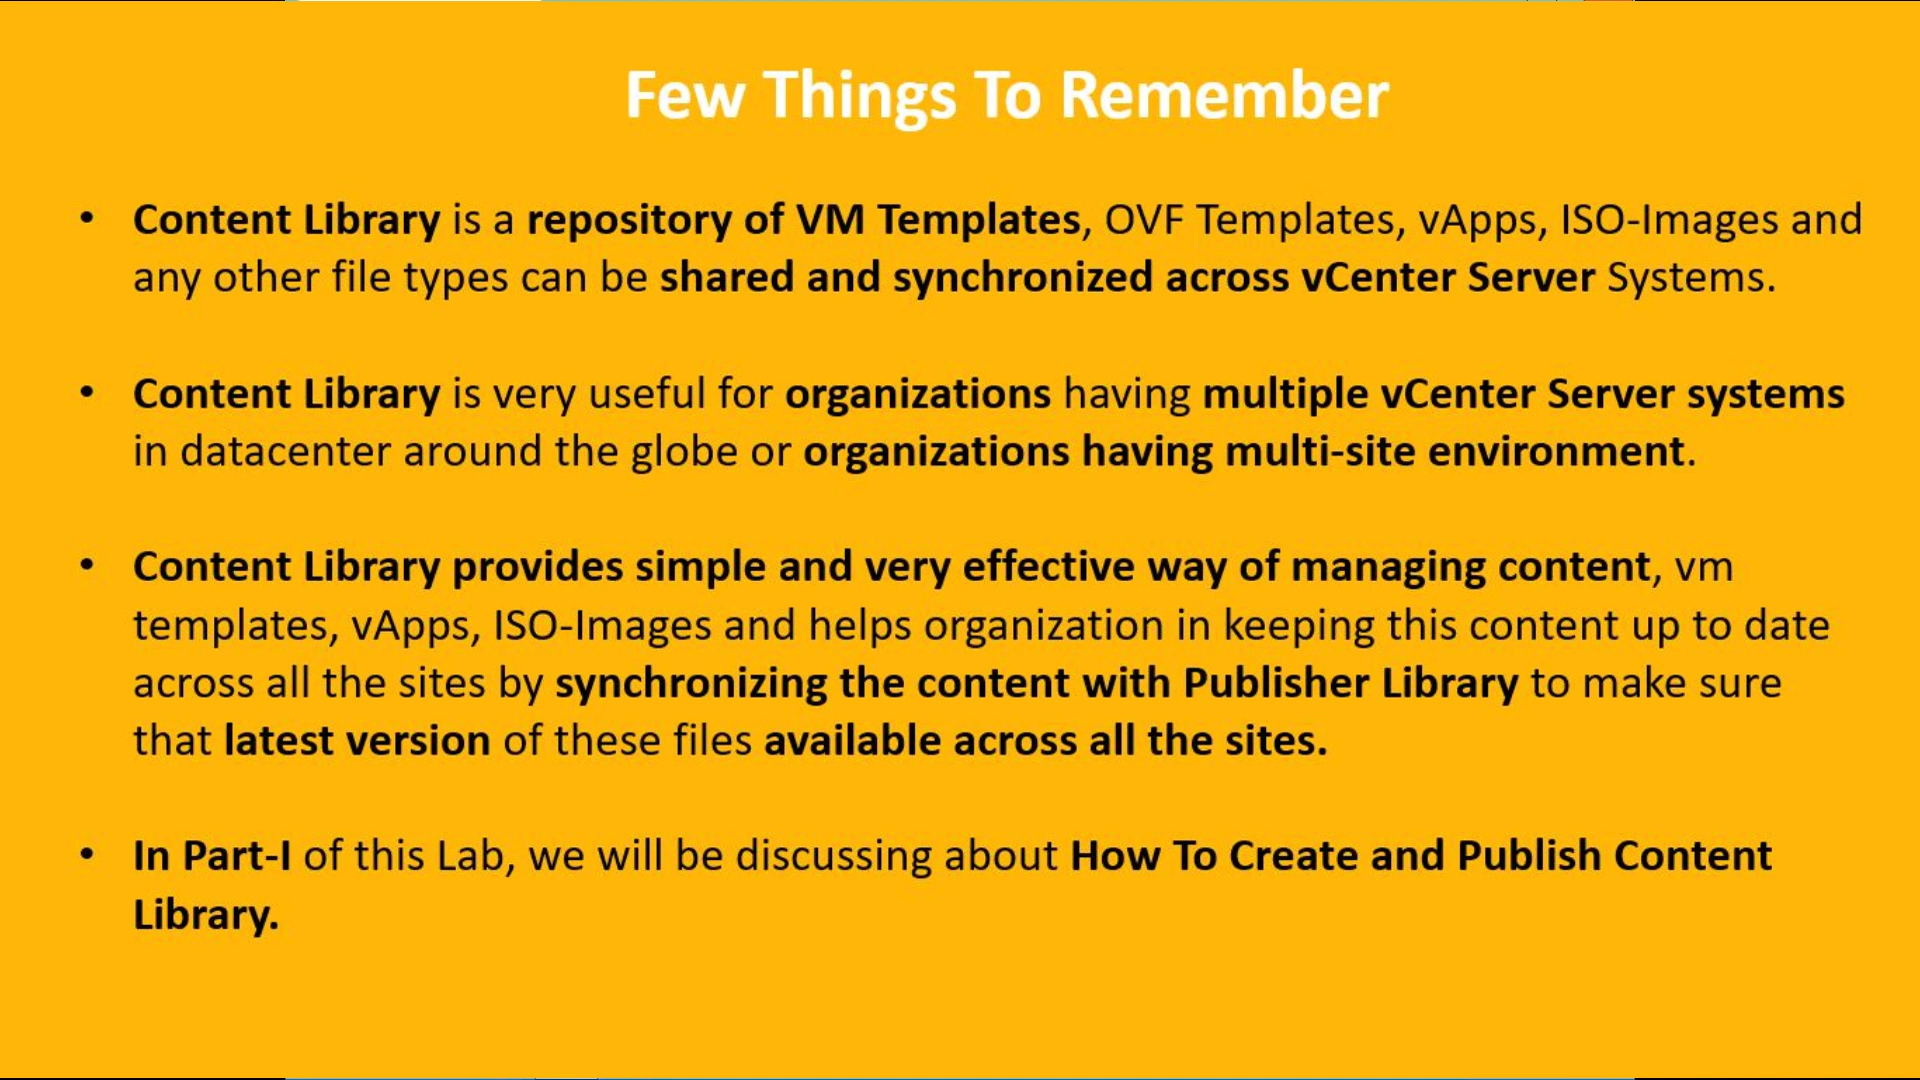 Few Things To Remember
• Content Library is a repository of VM Templates, OVF Templates, vApps, ISO-Images and
any other file types can be shared and synchronized across vCenter Server Systems.
• Content Library is very useful for organizations having multiple vCenter Server systems
in datacenter around the globe or organizations having multi-site environment.
• Content Library provides simple and very effective way of managing content, vm
templates, vApps, ISO-Images and helps organization in keeping this content up to date
across all the sites by synchronizing the content with Publisher Library to make sure
that latest version of these files available across all the sites.
• In Part-I of this Lab, we will be discussing about How To Create and Publish Content
Library.